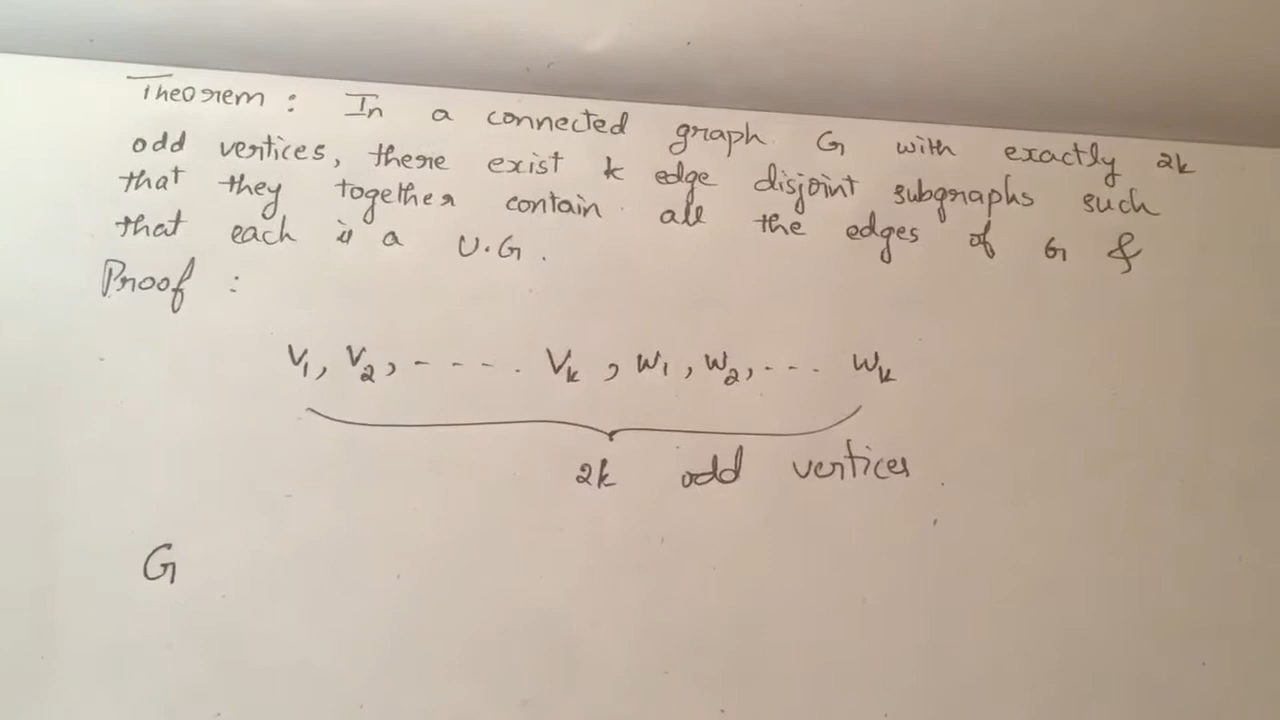 Theorem : In a connected graph G with exactly 2k
odd vertices, there exist k edge disjoint subgraphs such
that they together contain all the edges of G &
that each is a U.G.
Proof :
V1, V2, - - - - . Vk , W1, W2, - - - Wk
2k odd vertices
G